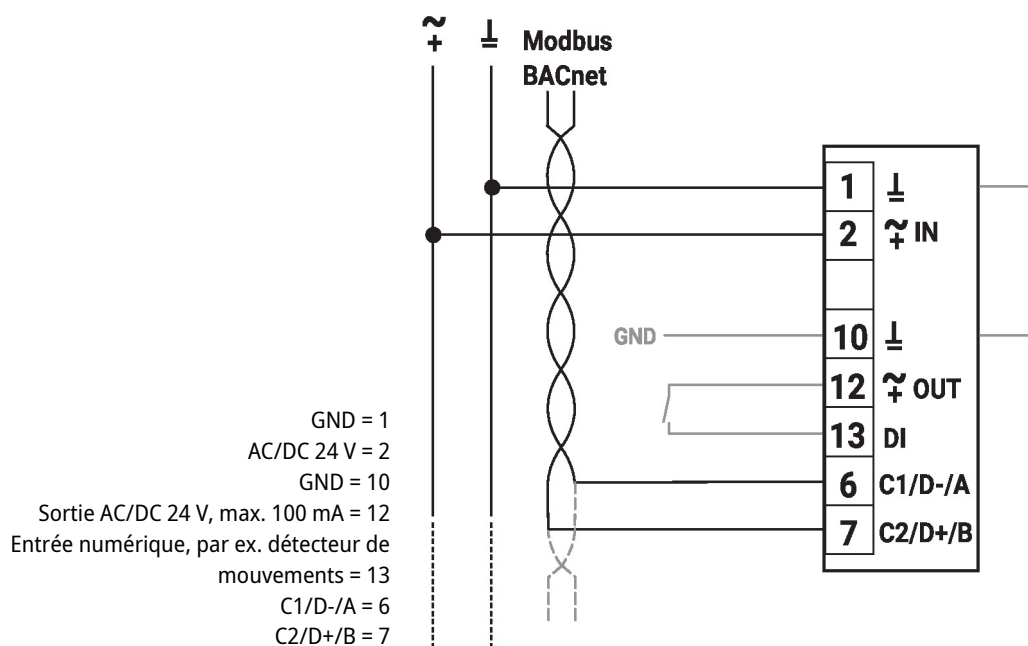 Modbus
BACnet
1
2 IN
GND 10
12 OUT
13 DI
6 C1/D-/A
7 C2/D+/B
GND = 1
AC/DC 24 V = 2
GND = 10
Sortie AC/DC 24 V, max. 100 mA = 12
Entrée numérique, par ex. détecteur de
mouvements = 13
C1/D-/A = 6
C2/D+/B = 7